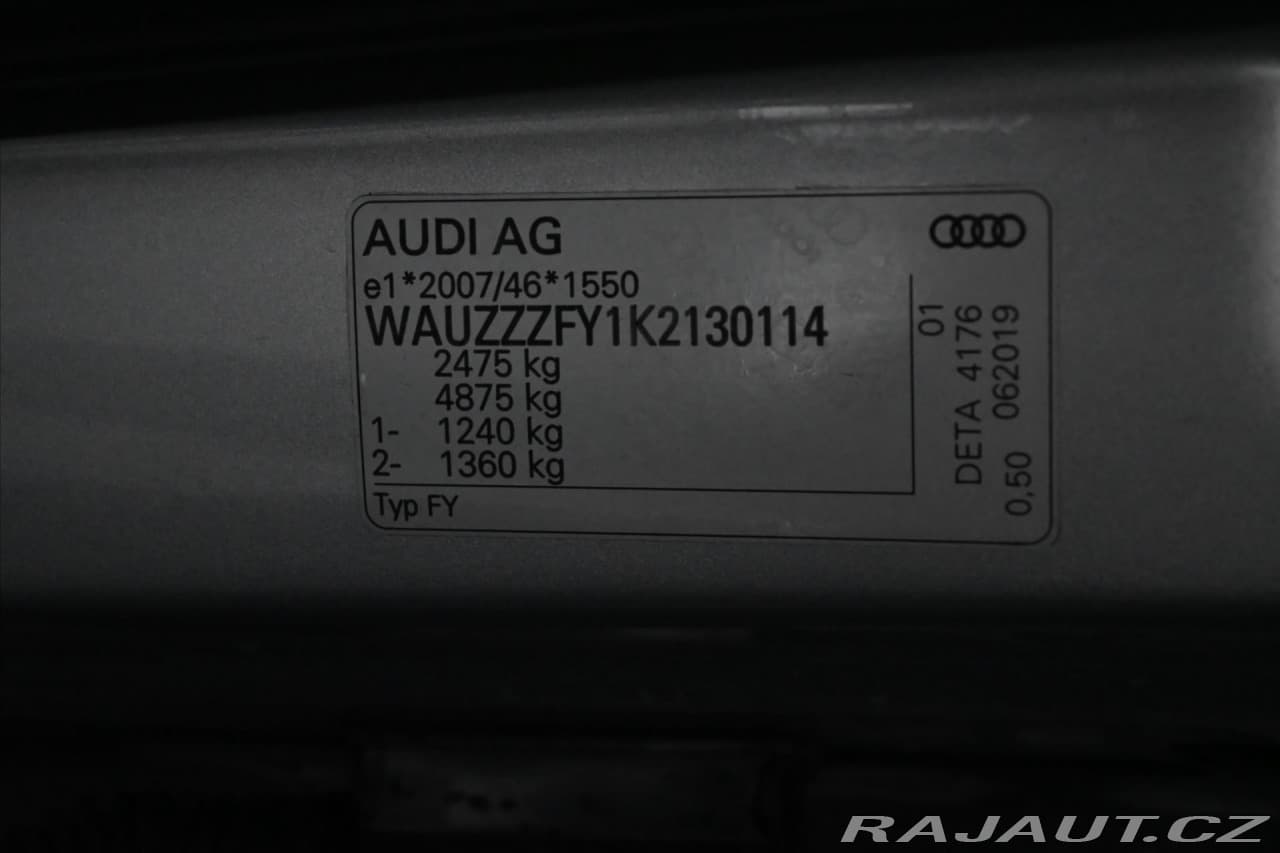 AUDI AG
e1*2007/46*1550
WAUZZZFY1K2130114
2475 kg
4875 kg
1- 1240 kg
2- 1360 kg
Typ FY
01
DETA 4176
0,50 062019
RAJAUT.CZ